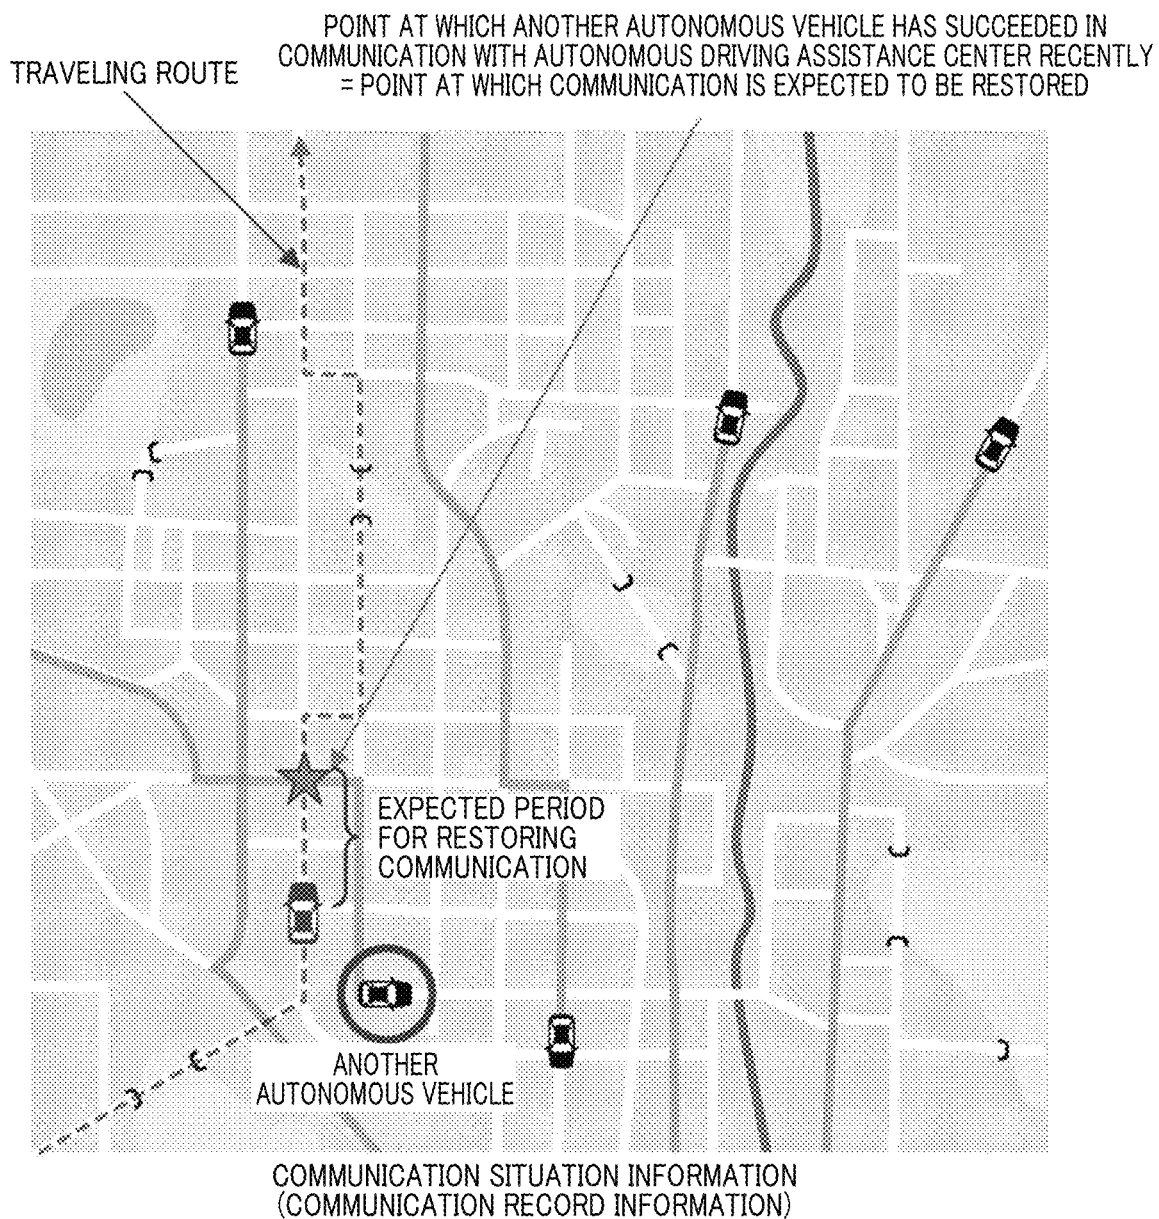 POINT AT WHICH ANOTHER AUTONOMOUS VEHICLE HAS SUCCEEDED IN
COMMUNICATION WITH AUTONOMOUS DRIVING ASSISTANCE CENTER RECENTLY
= POINT AT WHICH COMMUNICATION IS EXPECTED TO BE RESTORED
TRAVELING ROUTE
EXPECTED PERIOD
FOR RESTORING
COMMUNICATION
ANOTHER
AUTONOMOUS VEHICLE
COMMUNICATION SITUATION INFORMATION
(COMMUNICATION RECORD INFORMATION)